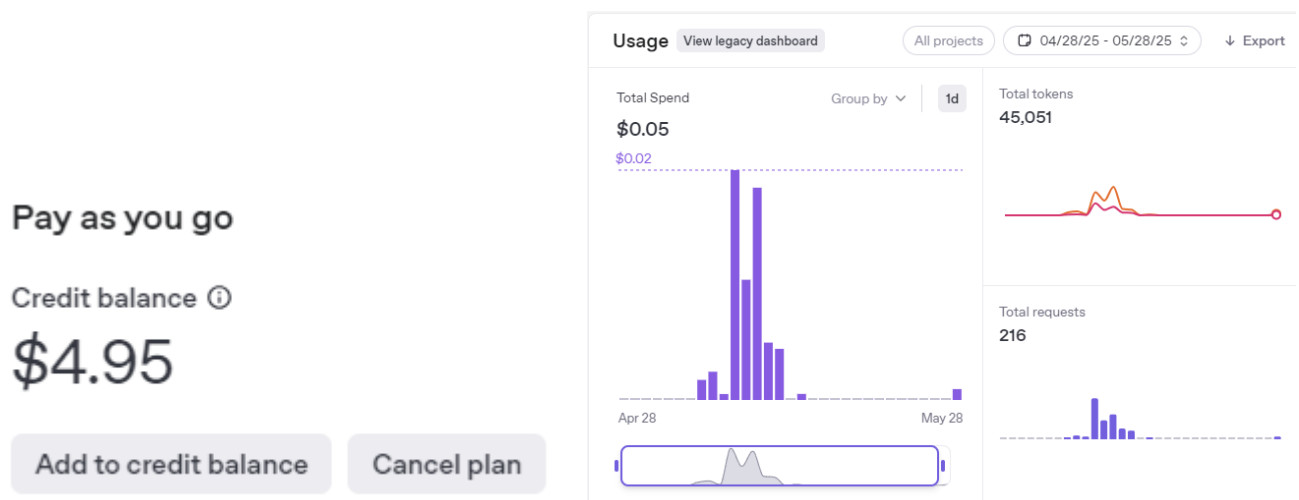 Pay as you go
Credit balance
$4.95
Add to credit balance
Cancel plan
Usage
View legacy dashboard
All projects
04/28/25 - 05/28/25
Export
Total Spend
Group by
1d
$0.05
$0.02
Apr 28
May 28
Total tokens
45,051
Total requests
216